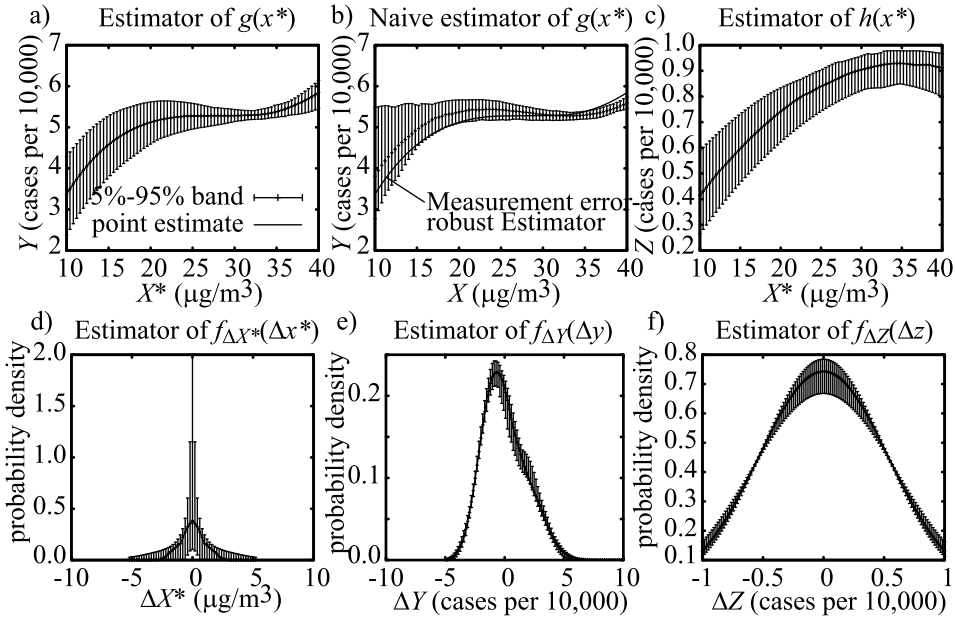 a) Estimator of g(x*)
7
6
5
4
3
2
Y (cases per 10,000)
5%-95% band
point estimate
10 15 20 25 30 35 40
X* (μg/m3)
b) Naive estimator of g(x*)
7
6
5
4
3
2
Y (cases per 10,000)
Measurement error-
robust Estimator
10 15 20 25 30 35 40
X (μg/m3)
c) Estimator of h(x*)
1.0
0.9
0.8
0.7
0.6
0.5
0.4
0.3
0.2
Z (cases per 10,000)
10 15 20 25 30 35 40
X* (μg/m3)
d) Estimator of fΔX*(Δx*)
2.0
1.5
1.0
0.5
0.0
probability density
-10 -5 0 5 10
ΔX* (μg/m3)
e) Estimator of fΔY(Δy)
0.2
0.1
0.0
probability density
-10 -5 0 5 10
ΔY (cases per 10,000)
f) Estimator of fΔZ(Δz)
0.8
0.7
0.6
0.5
0.4
0.3
0.2
0.1
probability density
-1 -0.5 0 0.5 1
ΔZ (cases per 10,000)